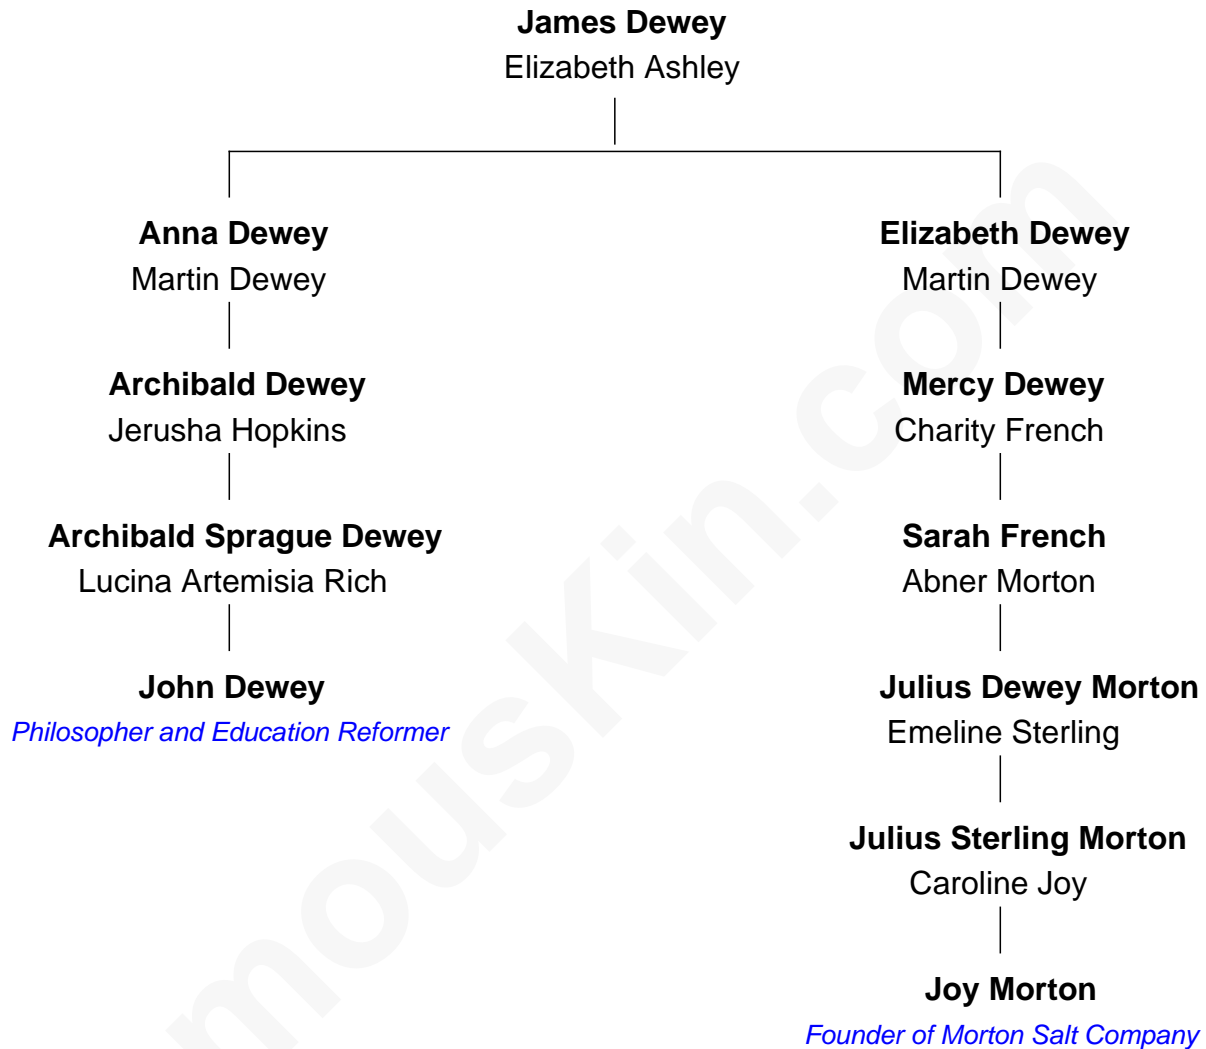 James Dewey
Elizabeth Ashley
Anna Dewey
Martin Dewey
Archibald Dewey
Jerusha Hopkins
Archibald Sprague Dewey
Lucina Artemisia Rich
John Dewey
Philosopher and Education Reformer
Elizabeth Dewey
Martin Dewey
Mercy Dewey
Charity French
Sarah French
Abner Morton
Julius Dewey Morton
Emeline Sterling
Julius Sterling Morton
Caroline Joy
Joy Morton
Founder of Morton Salt Company
mousKin.com